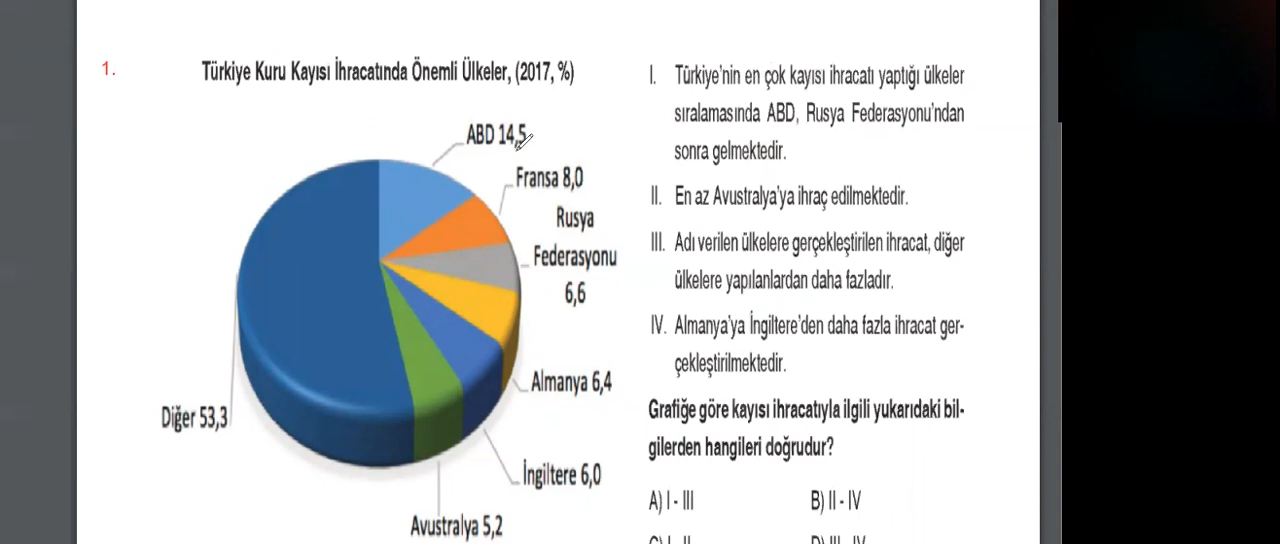 1.
Türkiye Kuru Kayısı İhracatında Önemli Ülkeler, (2017, %)
ABD 14,5
Fransa 8,0
Rusya
Federasyonu
6,6
Almanya 6,4
İngiltere 6,0
Avustralya 5,2
Diğer 53,3
I. Türkiye'nin en çok kayısı ihracatı yaptığı ülkeler
sıralamasında ABD, Rusya Federasyonu'ndan
sonra gelmektedir.
II. En az Avustralya'ya ihraç edilmektedir.
III. Adı verilen ülkelere gerçekleştirilen ihracat, diğer
ülkelere yapılanlardan daha fazladır.
IV. Almanya'ya İngiltere'den daha fazla ihracat ger-
çekleştirilmektedir.
Grafiğe göre kayısı ihracatıyla ilgili yukarıdaki bil-
gilerden hangileri doğrudur?
A) I - III B) II - IV